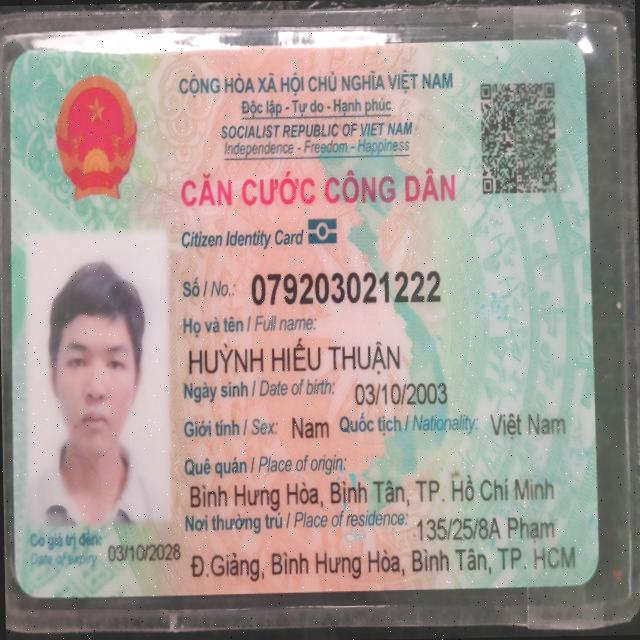 CỘNG HÒA XÃ HỘI CHỦ NGHĨA VIỆT NAM
Độc lập - Tự do - Hạnh phúc
SOCIALIST REPUBLIC OF VIET NAM
Independence - Freedom - Happiness
CĂN CƯỚC CÔNG DÂN
Citizen Identity Card
Số / No.: 079203021222
Họ và tên / Full name:
HUỲNH HIẾU THUẬN
Ngày sinh / Date of birth: 03/10/2003
Giới tính / Sex: Nam Quốc tịch / Nationality: Việt Nam
Quê quán / Place of origin:
Bình Hưng Hòa, Bình Tân, TP. Hồ Chí Minh
Nơi thường trú / Place of residence: 135/25/8A Phạm
Đ.Giảng, Bình Hưng Hòa, Bình Tân, TP. HCM
Có giá trị đến: 03/10/2028
Date of expiry